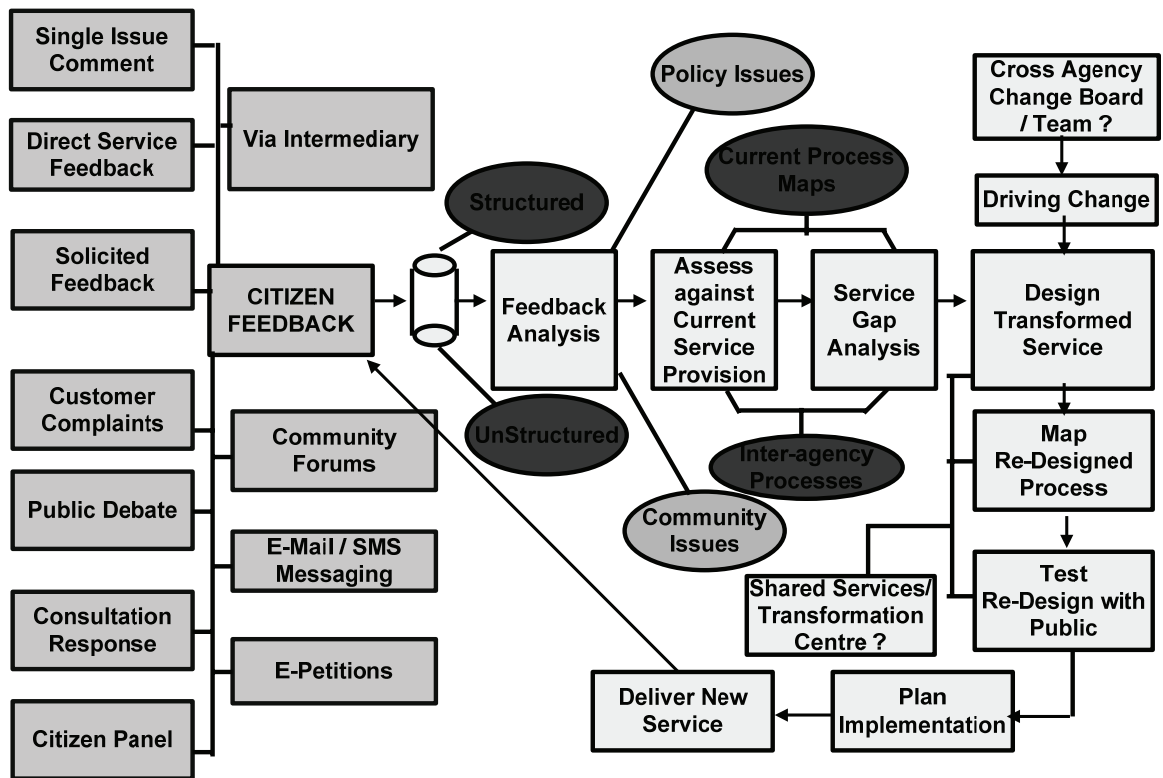 Single Issue
Comment
Direct Service
Feedback
Solicited
Feedback
Customer
Complaints
Public Debate
Consultation
Response
Citizen Panel
Via Intermediary
CITIZEN
FEEDBACK
Community
Forums
E-Mail / SMS
Messaging
E-Petitions
Structured
UnStructured
Feedback
Analysis
Policy Issues
Community
Issues
Current Process
Maps
Assess
against
Current
Service
Provision
Service
Gap
Analysis
Inter-agency
Processes
Cross Agency
Change Board
/ Team ?
Driving Change
Design
Transformed
Service
Map
Re-Designed
Process
Test
Re-Design with
Public
Shared Services/
Transformation
Centre ?
Plan
Implementation
Deliver New
Service